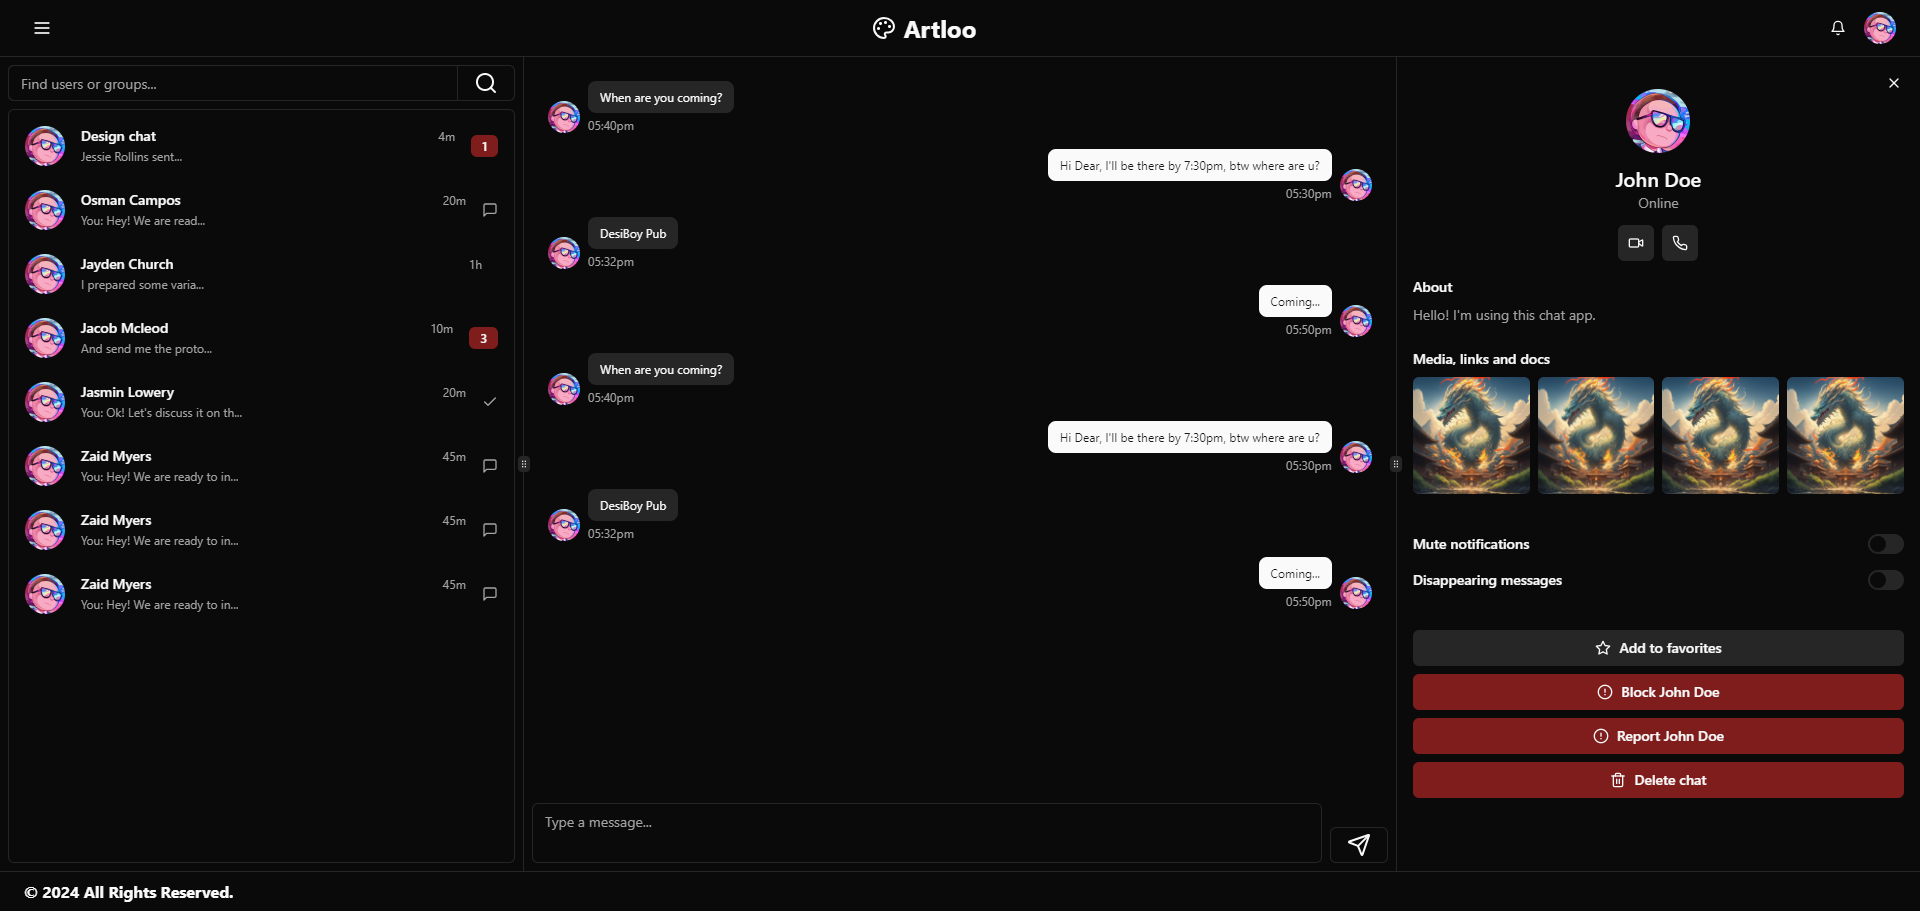 Artloo
Find users or groups...
Design chat 4m 1
Jessie Rollins sent...
Osman Campos 20m
You: Hey! We are read...
Jayden Church 1h
I prepared some varia...
Jacob Mcleod 10m 3
And send me the proto...
Jasmin Lowery 20m
You: Ok! Let's discuss it on th...
Zaid Myers 45m
You: Hey! We are ready to in...
Zaid Myers 45m
You: Hey! We are ready to in...
Zaid Myers 45m
You: Hey! We are ready to in...
When are you coming?
05:40pm
Hi Dear, I'll be there by 7:30pm, btw where are u?
05:30pm
DesiBoy Pub
05:32pm
Coming...
05:50pm
When are you coming?
05:40pm
Hi Dear, I'll be there by 7:30pm, btw where are u?
05:30pm
DesiBoy Pub
05:32pm
Coming...
05:50pm
Type a message...
John Doe
Online
About
Hello! I'm using this chat app.
Media, links and docs
Mute notifications
Disappearing messages
Add to favorites
Block John Doe
Report John Doe
Delete chat
© 2024 All Rights Reserved.